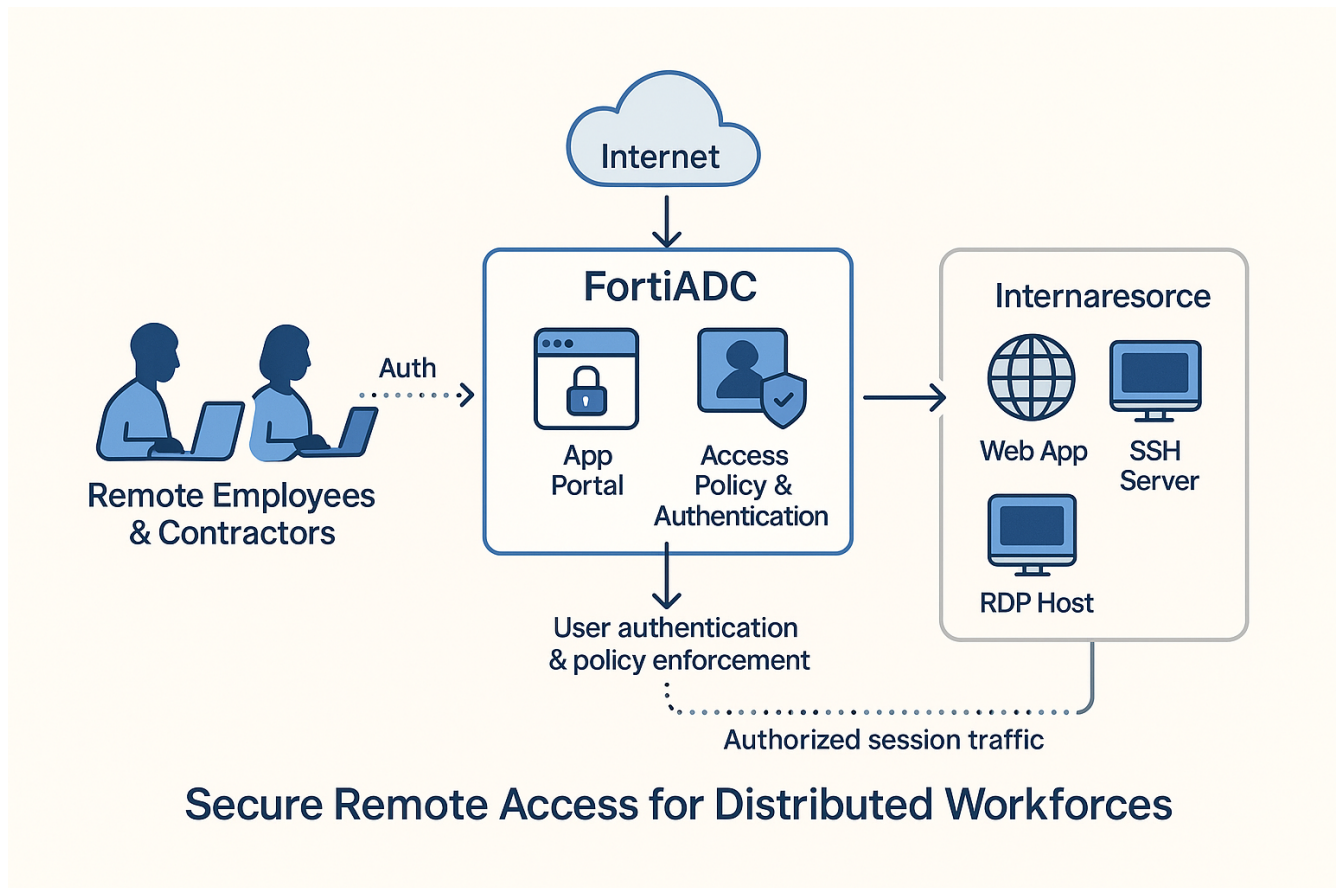 Internet
FortiADC
Auth
App
Portal
Access
Policy &
Authentication
Remote Employees
& Contractors
Internaresorce
Web App
SSH
Server
RDP Host
User authentication
& policy enforcement
Authorized session traffic
Secure Remote Access for Distributed Workforces